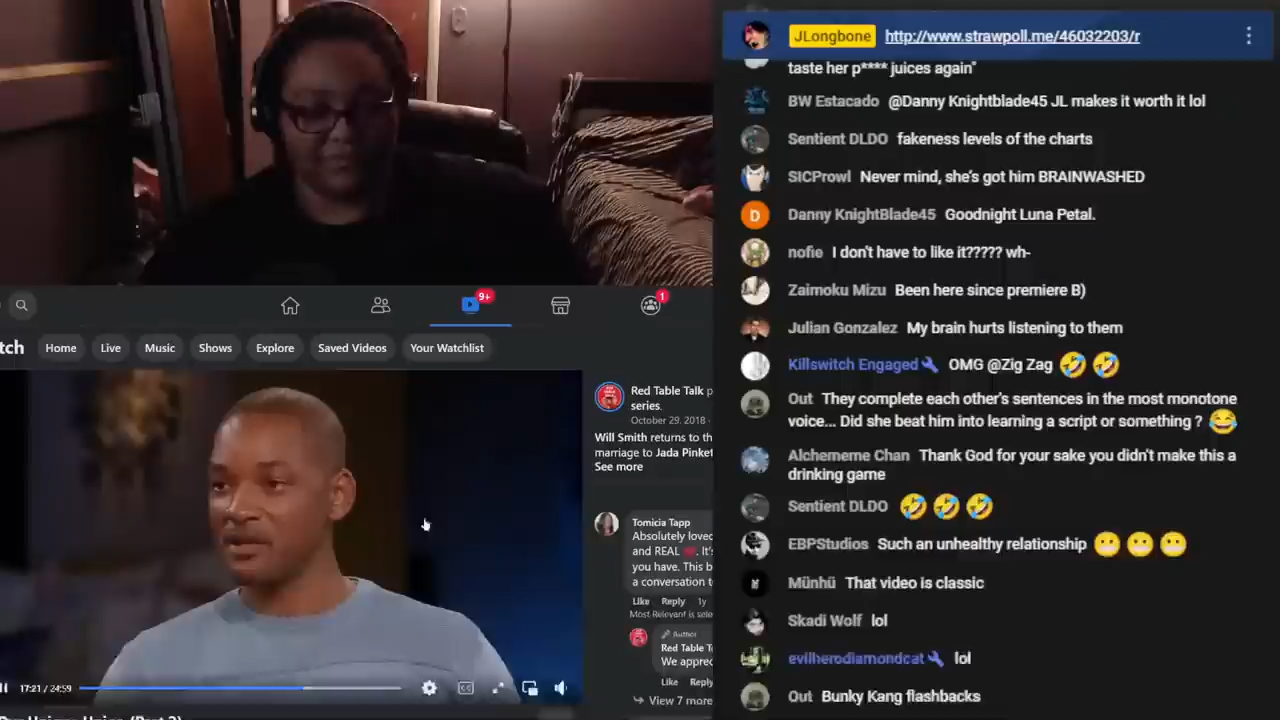 JLongbone http://www.strawpoll.me/46032203/r
taste her p**** juices again"
BW Estacado @Danny Knightblade45 JL makes it worth it lol
Sentient DLDO fakeness levels of the charts
SICProwl Never mind, she's got him BRAINWASHED
D Danny KnightBlade45 Goodnight Luna Petal.
nofie I don't have to like it????? wh-
Zaimoku Mizu Been here since premiere B)
Julian Gonzalez My brain hurts listening to them
Killswitch Engaged OMG @Zig Zag 🤣🤣
Out They complete each other's sentences in the most monotone
voice... Did she beat him into learning a script or something ? 😂
Alchememe Chan Thank God for your sake you didn't make this a
drinking game
Sentient DLDO 🤣🤣🤣
EBPStudios Such an unhealthy relationship 😬😬😬
Münhü That video is classic
Skadi Wolf lol
evilherodiamondcat lol
Out Bunky Kang flashbacks
9+
1
tch Home Live Music Shows Explore Saved Videos Your Watchlist
Red Table Talk p
series.
October 29, 2018 ·
Will Smith returns to th
marriage to Jada Pinket
See more
Tomicia Tapp
Absolutely loved
and REAL ❤. It's
you have. This b
a conversation t
Like Reply 1y
Most Relevant is sele
Author
Red Table T
We apprec
Like Reply
View 7 more
17:21 / 24:59